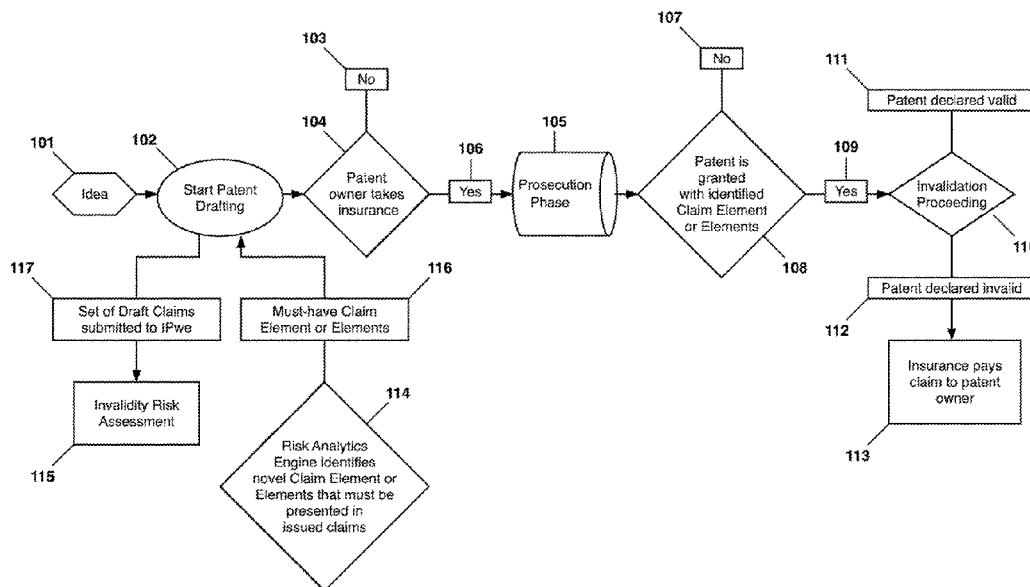 103
No
107
No
111
Patent declared valid
101
Idea
102
Start Patent
Drafting
104
Patent
owner takes
insurance
106
Yes
105
Prosecution
Phase
Patent is
granted
with identified
Claim Element
or Elements
108
109
Yes
Invalidation
Proceeding
117
Set of Draft Claims
submitted to IPwe
116
Must-have Claim
Element or Elements
Patent declared invalid
112
Invalidity Risk
Assessment
115
114
Risk Analytics
Engine Identifies
novel Claim Element or
Elements that must be
presented in
issued claims
Insurance pays
claim to patent
owner
113